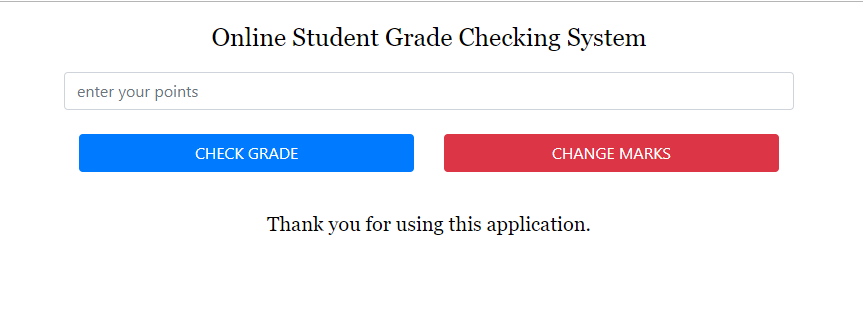 Online Student Grade Checking System
enter your points
CHECK GRADE
CHANGE MARKS
Thank you for using this application.